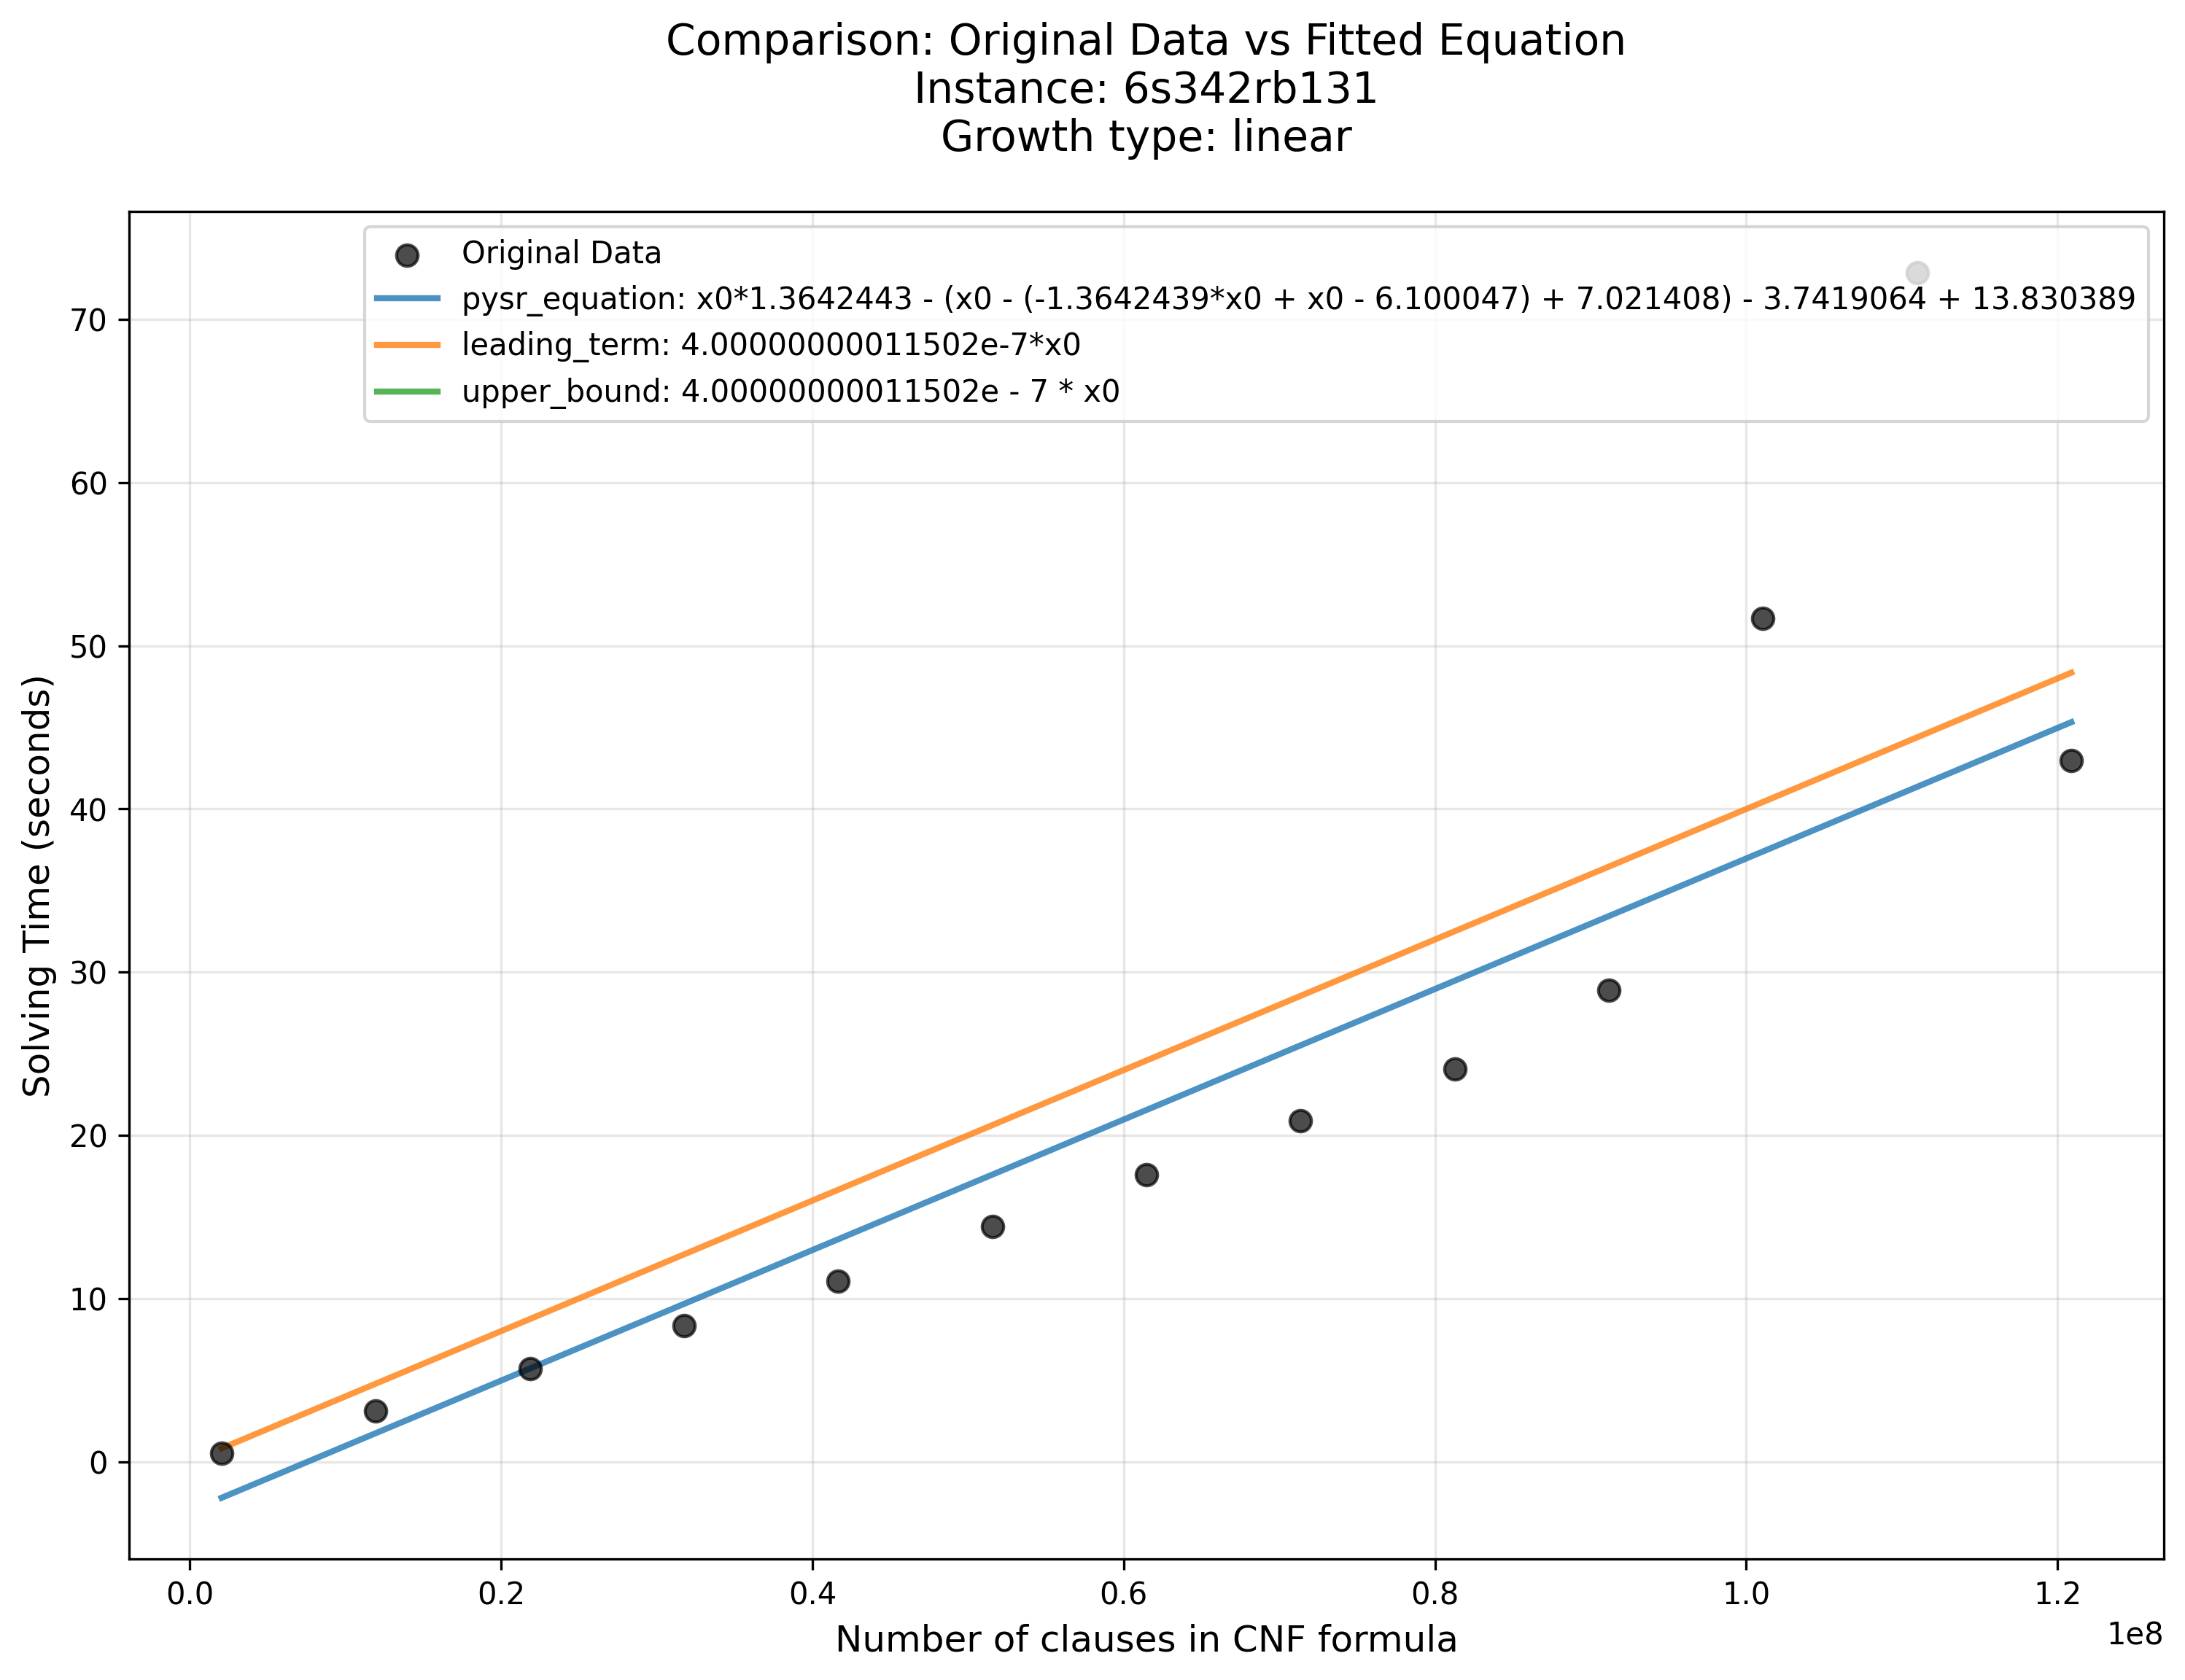 Comparison: Original Data vs Fitted Equation
Instance: 6s342rb131
Growth type: linear
Original Data
pysr_equation: x0*1.3642443 - (x0 - (-1.3642439*x0 + x0 - 6.100047) + 7.021408) - 3.7419064 + 13.830389
leading_term: 4.00000000011502e-7*x0
upper_bound: 4.00000000011502e - 7 * x0
70
60
50
40
30
20
10
0
Solving Time (seconds)
0.0 0.2 0.4 0.6 0.8 1.0 1.2
1e8
Number of clauses in CNF formula